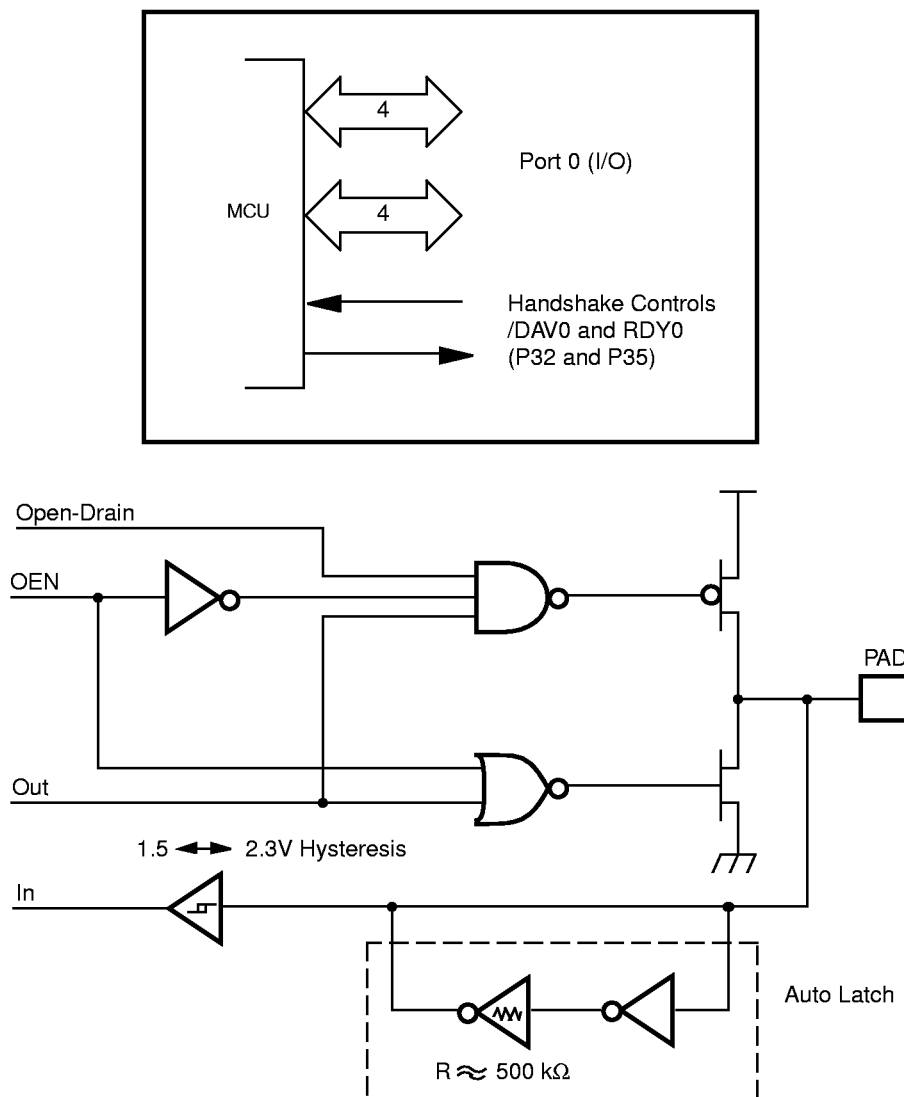 4
Port 0 (I/O)
MCU
4
Handshake Controls
/DAV0 and RDY0
(P32 and P35)
Open-Drain
OEN
PAD
Out
1.5 2.3V Hysteresis
In
Auto Latch
R ≈ 500 kΩ